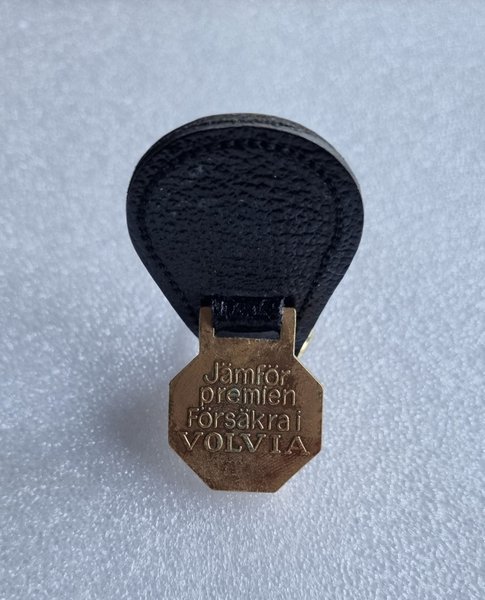 Jämför
premien
Försäkra i
VOLVIA